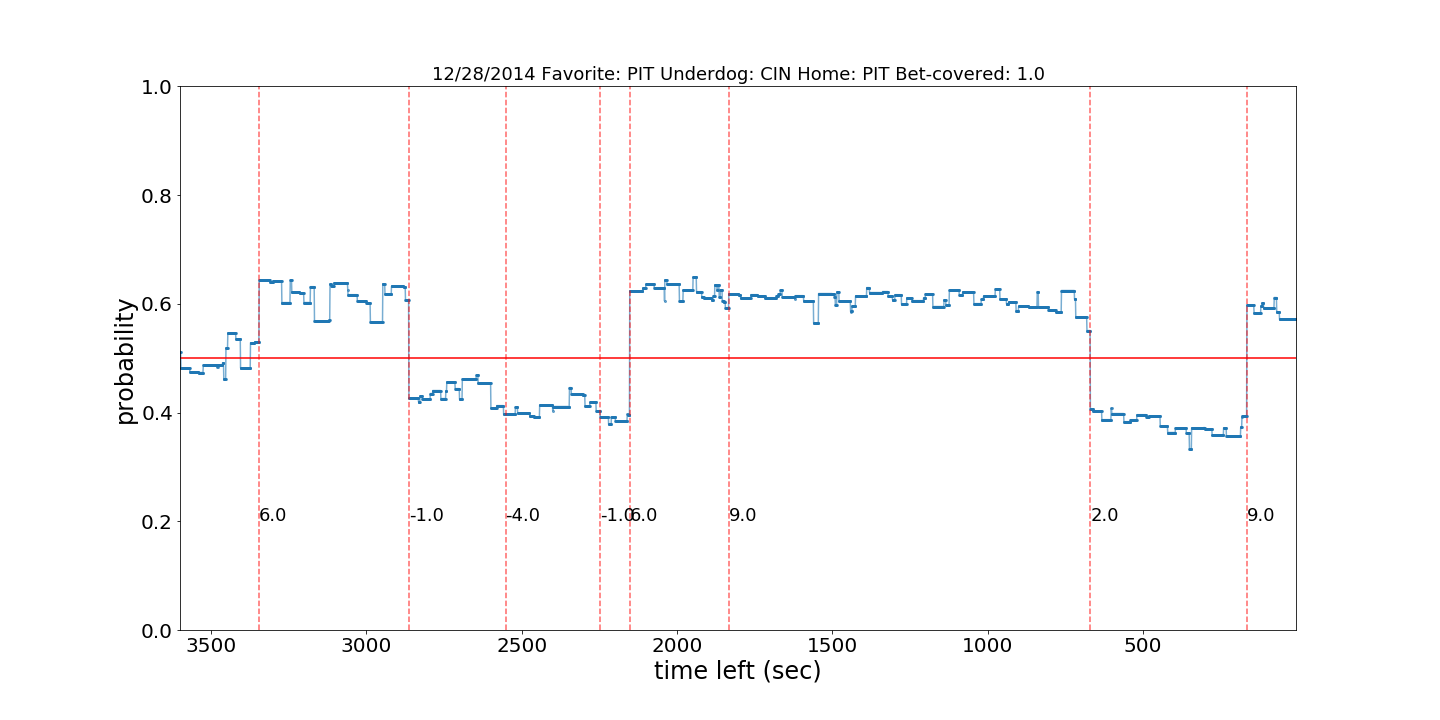 12/28/2014 Favorite: PIT Underdog: CIN Home: PIT Bet-covered: 1.0
1.0
0.8
0.6
0.4
0.2
0.0
probability
6.0 -1.0 -4.0 -1.0 6.0 9.0 2.0 9.0
3500 3000 2500 2000 1500 1000 500
time left (sec)